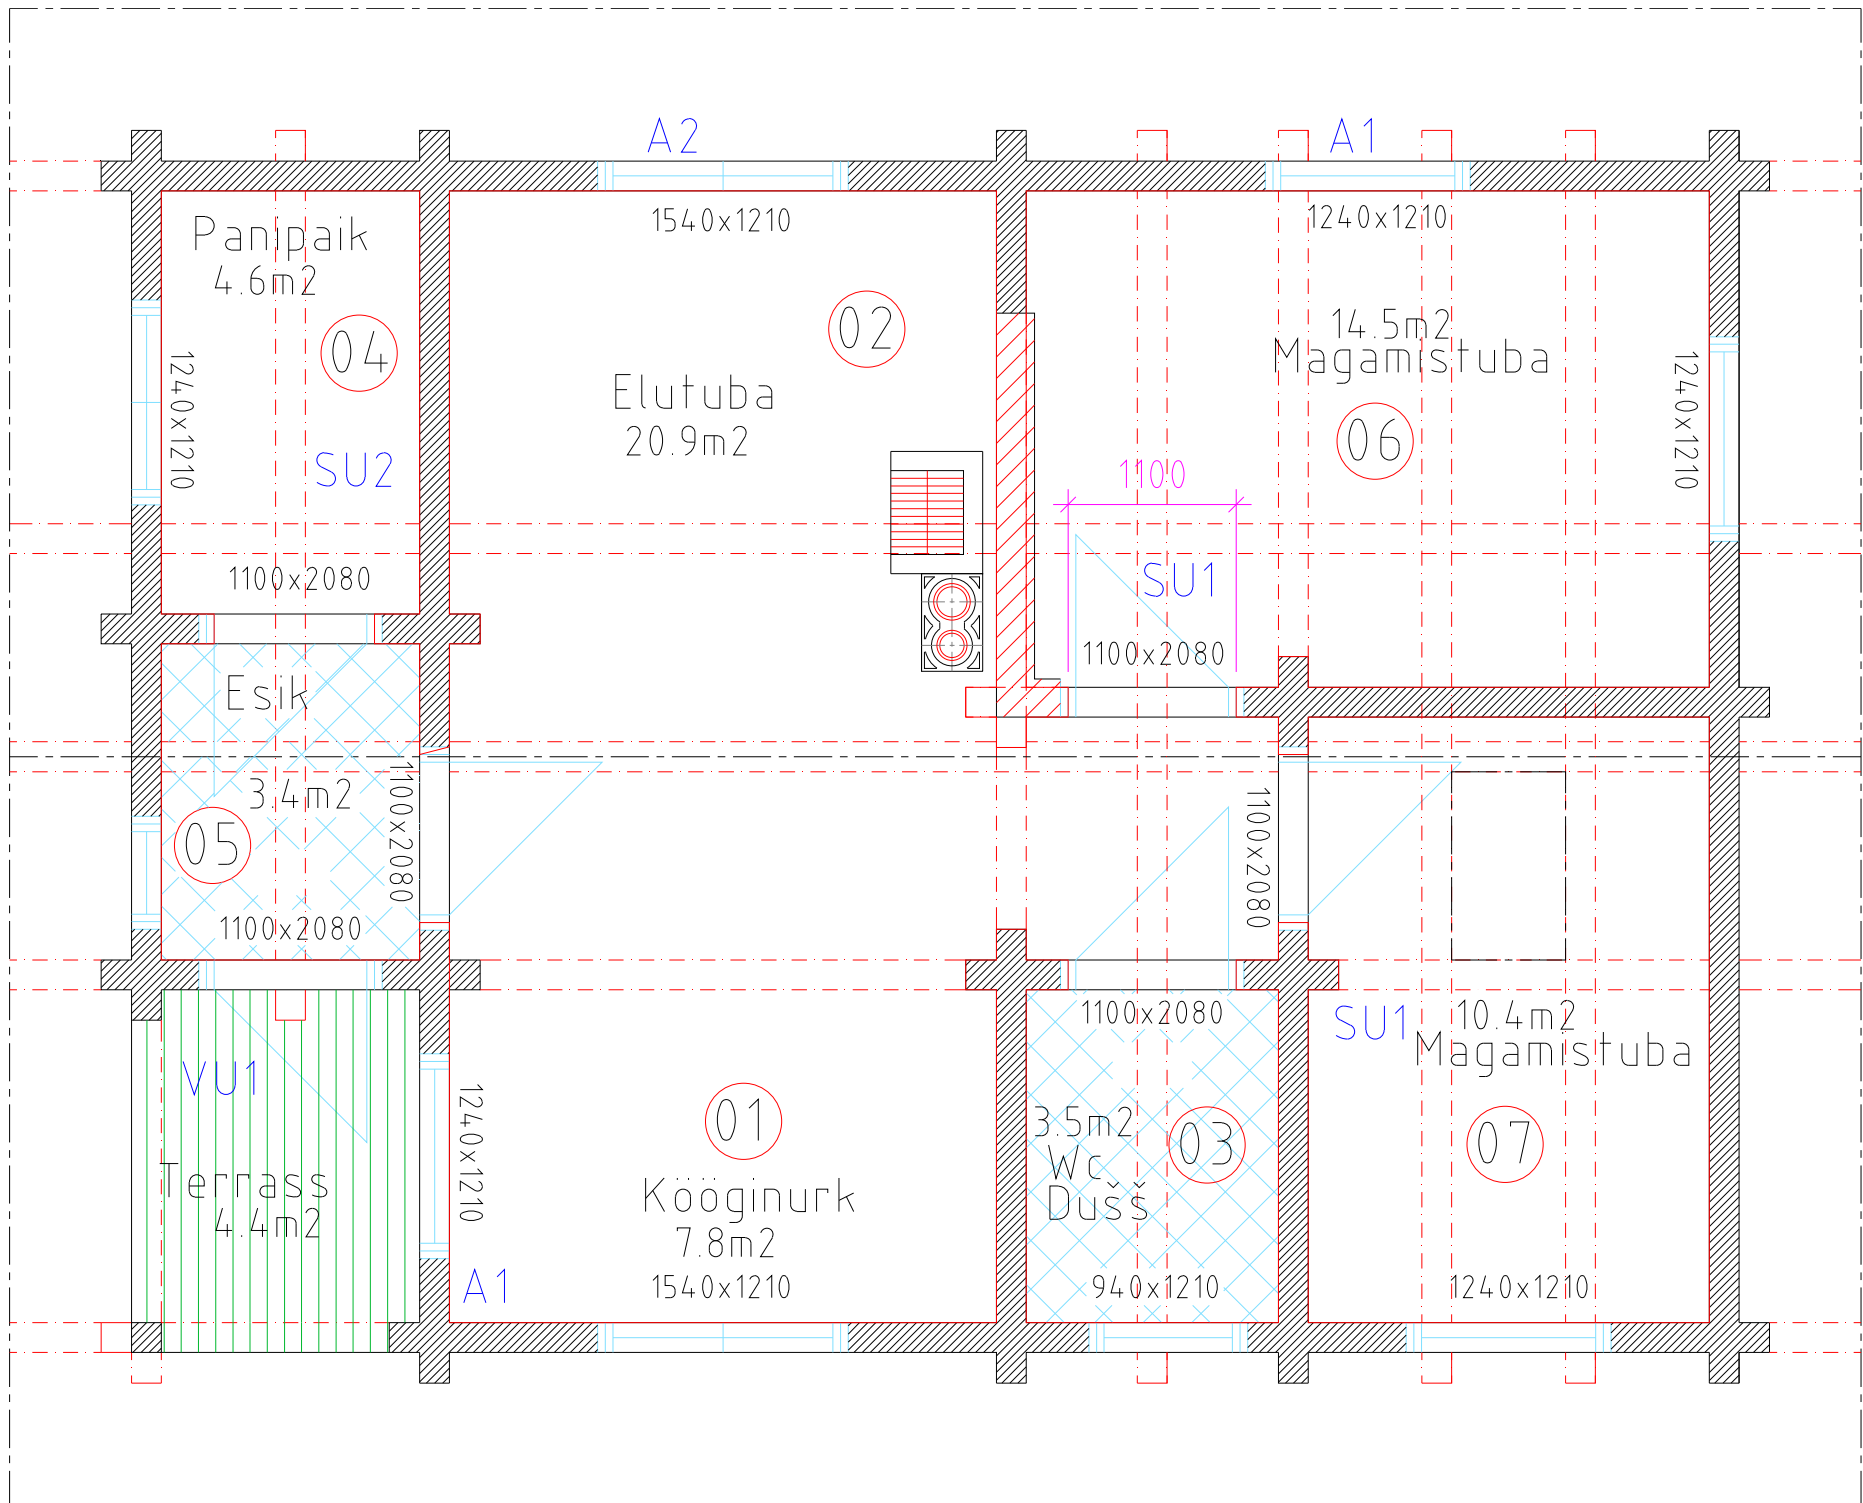 A2
A1
1540x1210
1240x1210
Panipaik
4.6m2
04
1240x1210
SU2
1100x2080
02
Elutuba
20.9m2
14.5m2
Magamistuba
06
1240x1210
1100
SU1
1100x2080
Esik
3.4m2
05
1100x2080
1100x2080
1100x2080
VU1
Terrass
4.4m2
1240x1210
A1
01
Kööginurk
7.8m2
1540x1210
1100x2080
3.5m2
Wc
Dušš
03
940x1210
SU1
10.4m2
Magamistuba
07
1240x1210